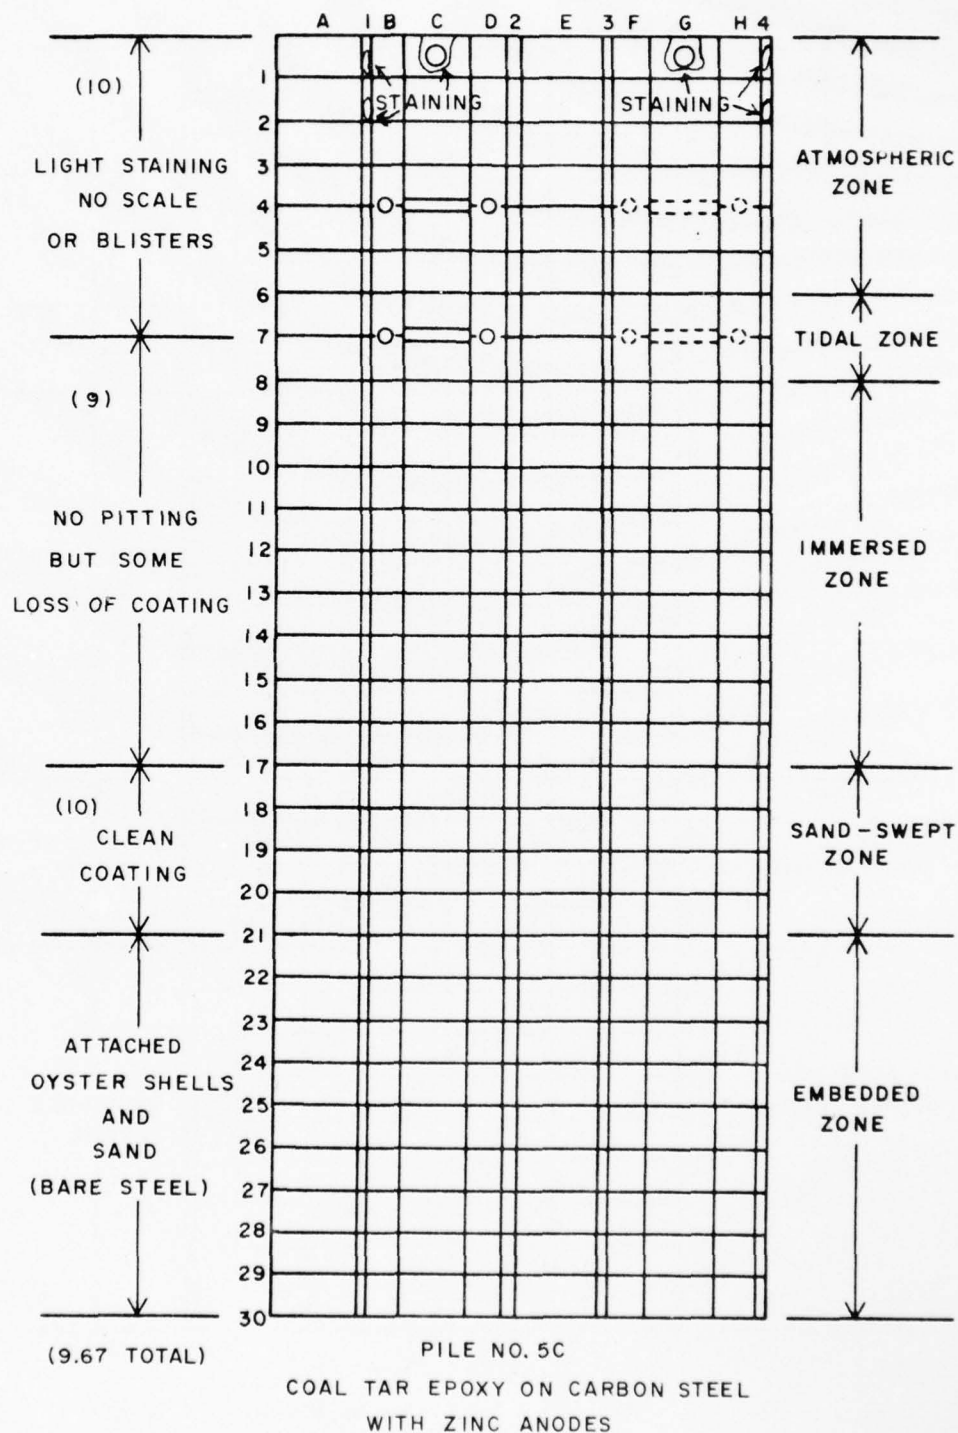 A 1 B C D 2 E 3 F G H 4
(10)
LIGHT STAINING
NO SCALE
OR BLISTERS
(9)
NO PITTING
BUT SOME
LOSS OF COATING
(10)
CLEAN
COATING
ATTACHED
OYSTER SHELLS
AND
SAND
(BARE STEEL)
(9.67 TOTAL)
1
2
3
4
5
6
7
8
9
10
11
12
13
14
15
16
17
18
19
20
21
22
23
24
25
26
27
28
29
30
STAINING
STAINING
ATMOSPHERIC
ZONE
TIDAL ZONE
IMMERSED
ZONE
SAND-SWEPT
ZONE
EMBEDDED
ZONE
PILE NO. 5C
COAL TAR EPOXY ON CARBON STEEL
WITH ZINC ANODES